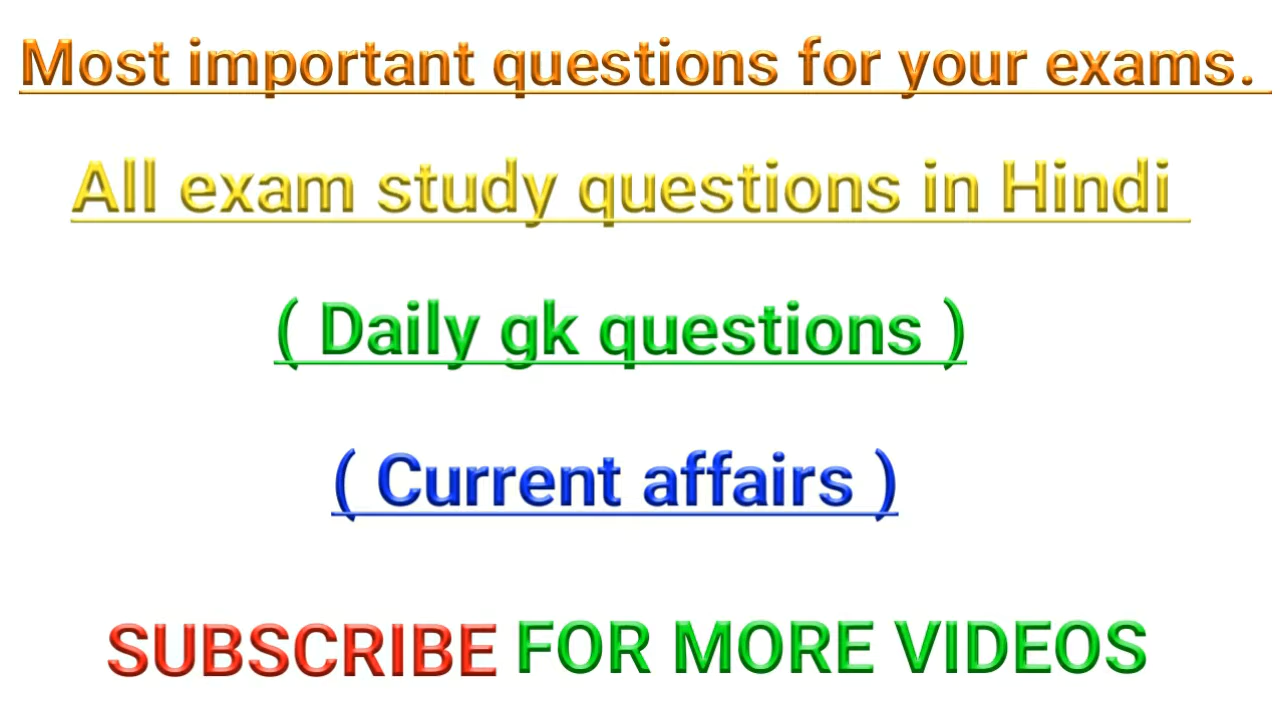 Most important questions for your exams.
All exam study questions in Hindi
( Daily gk questions )
( Current affairs )
SUBSCRIBE FOR MORE VIDEOS